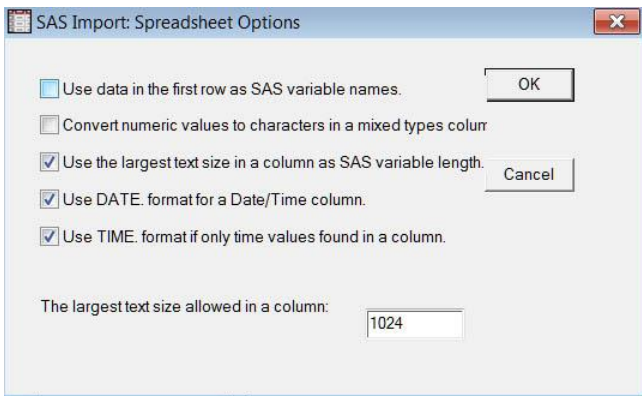 SAS Import: Spreadsheet Options
Use data in the first row as SAS variable names.
OK
Convert numeric values to characters in a mixed types colum
Use the largest text size in a column as SAS variable length.
Cancel
Use DATE. format for a Date/Time column.
Use TIME. format if only time values found in a column.
The largest text size allowed in a column:
1024